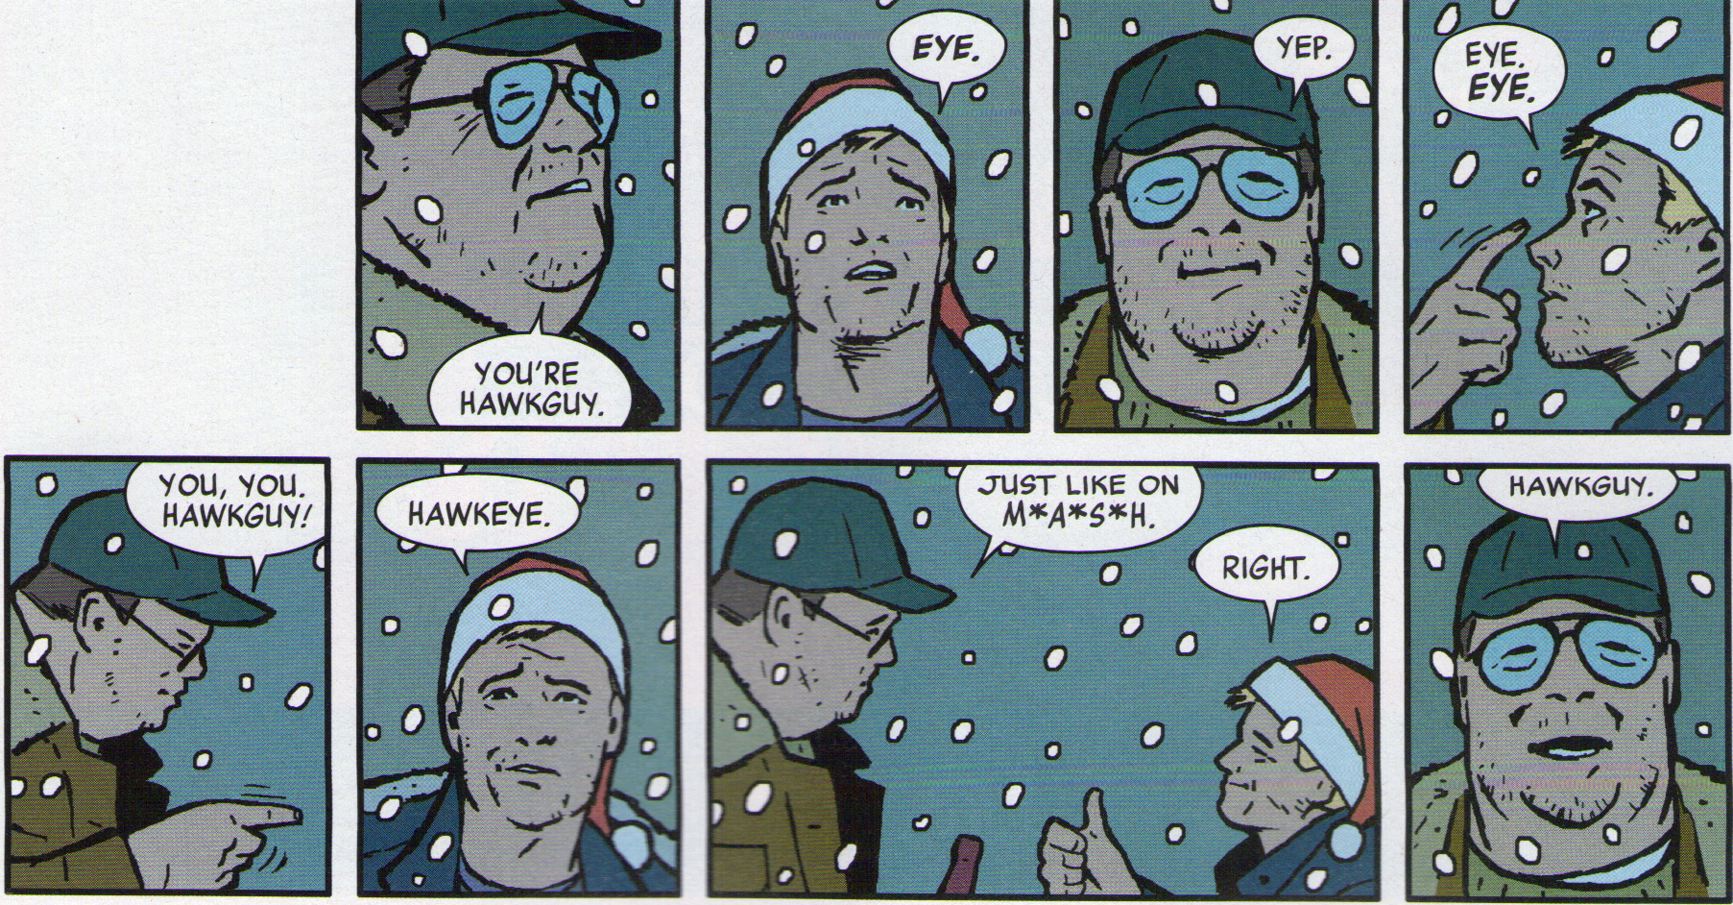 YOU'RE
HAWKGUY.
EYE.
YEP.
EYE.
EYE.
YOU, YOU.
HAWKGUY!
HAWKEYE.
JUST LIKE ON
M*A*S*H.
RIGHT.
HAWKGUY.